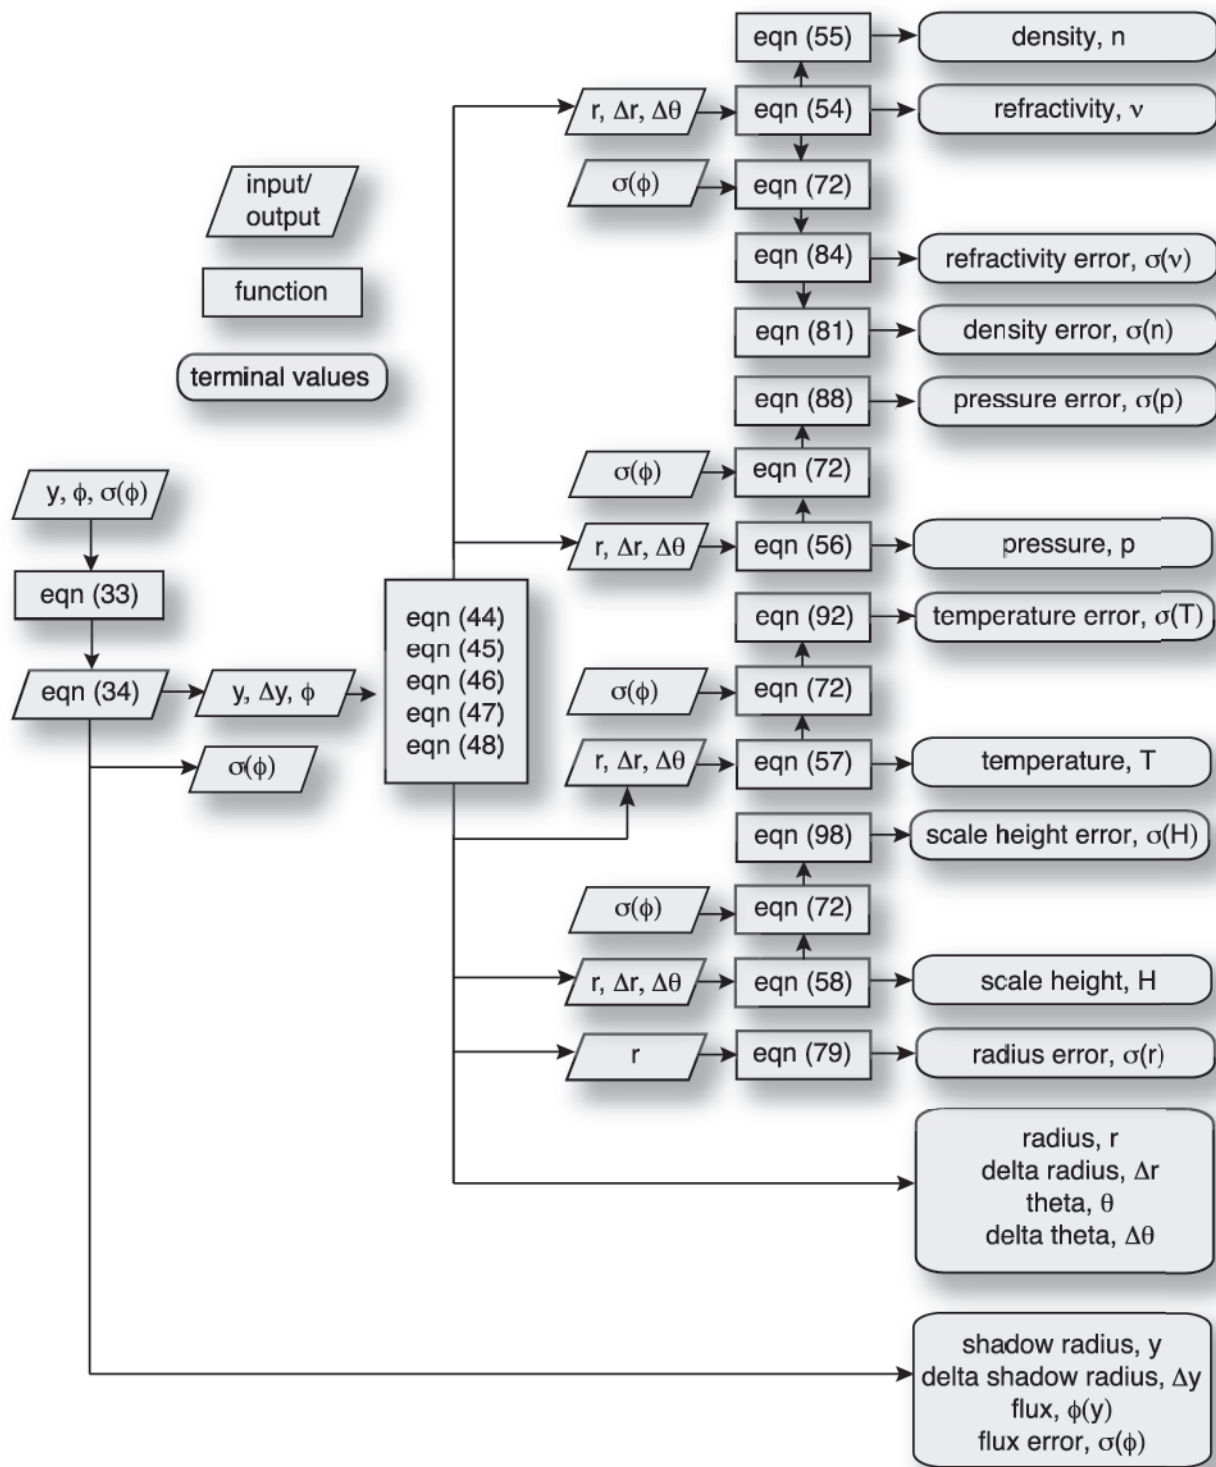 eqn (55)
density, n
r, Δr, Δθ
eqn (54)
refractivity, ν
input/
output
σ(ϕ)
eqn (72)
eqn (84)
refractivity error, σ(ν)
function
eqn (81)
density error, σ(n)
terminal values
eqn (88)
pressure error, σ(p)
σ(ϕ)
eqn (72)
y, ϕ, σ(ϕ)
r, Δr, Δθ
eqn (56)
pressure, p
eqn (33)
eqn (44)
eqn (45)
eqn (46)
eqn (47)
eqn (48)
eqn (92)
temperature error, σ(T)
eqn (34)
y, Δy, ϕ
σ(ϕ)
eqn (72)
σ(ϕ)
r, Δr, Δθ
eqn (57)
temperature, T
eqn (98)
scale height error, σ(H)
σ(ϕ)
eqn (72)
r, Δr, Δθ
eqn (58)
scale height, H
r
eqn (79)
radius error, σ(r)
radius, r
delta radius, Δr
theta, θ
delta theta, Δθ
shadow radius, y
delta shadow radius, Δy
flux, ϕ(y)
flux error, σ(ϕ)